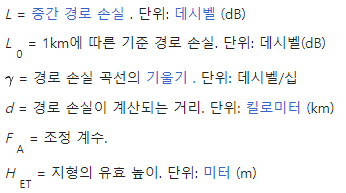 L = 중간 경로 손실 . 단위: 데시벨 (dB)
L 0 = 1km에 따른 기준 경로 손실. 단위: 데시벨(dB)
γ = 경로 손실 곡선의 기울기 . 단위: 데시벨/십
d = 경로 손실이 계산되는 거리. 단위: 킬로미터 (km)
F A = 조정 계수.
H ET = 지형의 유효 높이. 단위: 미터 (m)